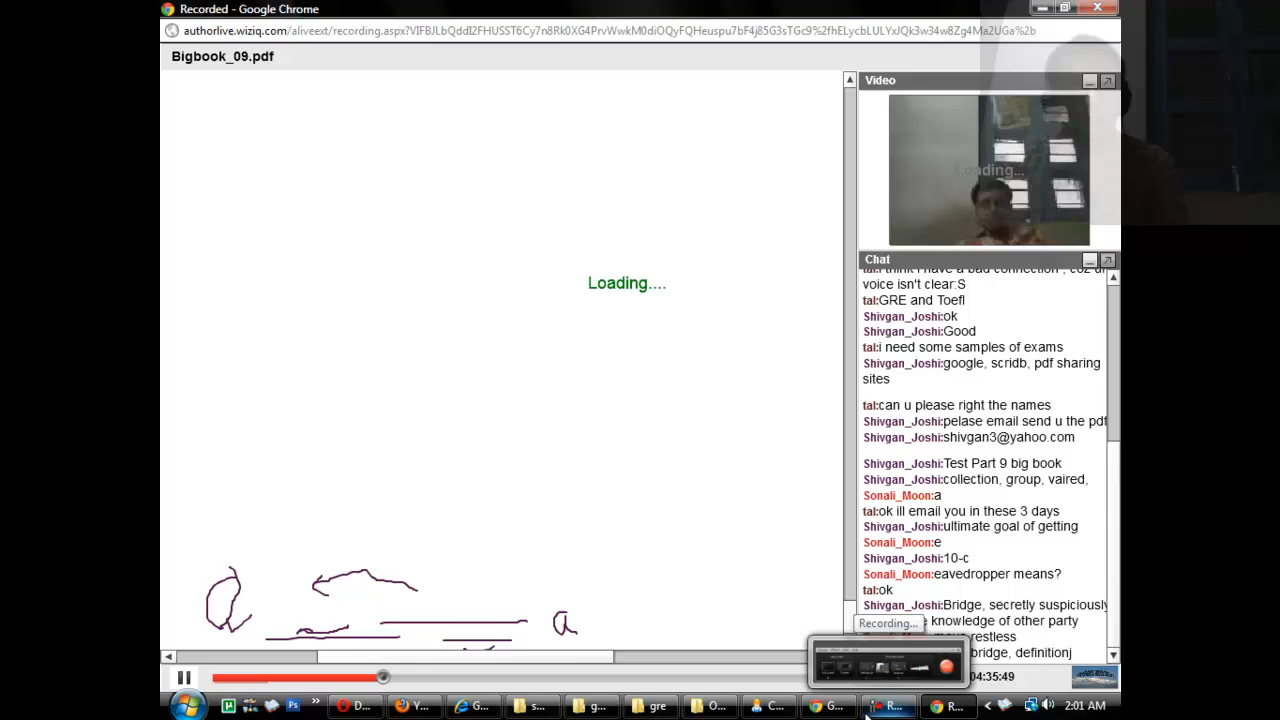 Recorded - Google Chrome
authorlive.wiziq.com/aliveext/recording.aspx?
Bigbook_09.pdf
Video
Loading...
Chat
voice isn't clear:S
tal:GRE and Toefl
Shivgan_Joshi:ok
Shivgan_Joshi:Good
tal:i need some samples of exams
Shivgan_Joshi:google, scridb, pdf sharing
sites
tal:can u please right the names
Shivgan_Joshi:pelase email send u the pdf
Shivgan_Joshi:shivgan3@yahoo.com
Shivgan_Joshi:Test Part 9 big book
Shivgan_Joshi:collection, group, vaired,
Sonali_Moon:a
tal:ok ill email you in these 3 days
Shivgan_Joshi:ultimate goal of getting
Sonali_Moon:e
Shivgan_Joshi:10-c
Sonali_Moon:eavedropper means?
tal:ok
Shivgan_Joshi:Bridge, secretly suspiciously
e knowledge of other party
restless
bridge, definitionj
Loading....
a
Recording...
04:35:49
D...
Y...
G...
s...
g...
gre
O...
C...
G...
R...
R...
2:01 AM